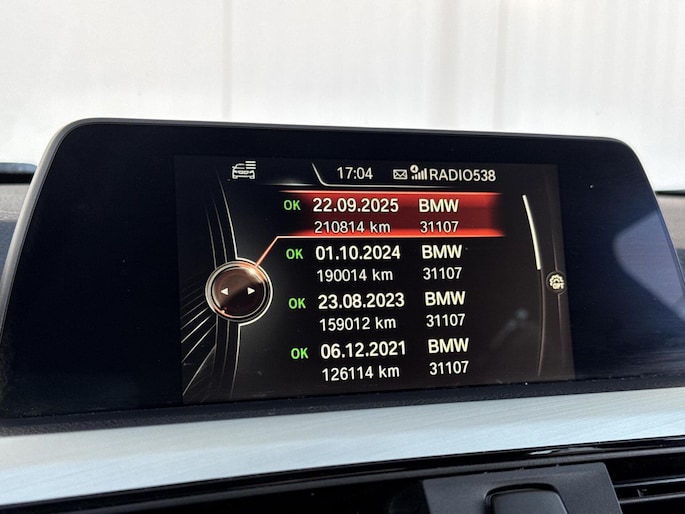 17:04 RADIO538
OK 22.09.2025 BMW
210814 km 31107
OK 01.10.2024 BMW
190014 km 31107
OK 23.08.2023 BMW
159012 km 31107
OK 06.12.2021 BMW
126114 km 31107